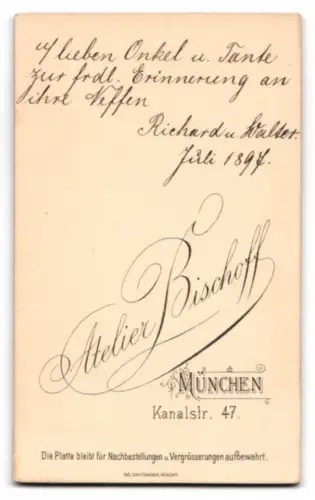 lieben Onkel u. Tante
zur frdl. Erinnerung an
ihre Neffen
Richard u Walter.
Juli 1897.
Atelier Bischoff
MÜNCHEN
Kanalstr. 47.
Die Platte bleibt für Nachbestellungen u. Vergrösserungen aufbewahrt.